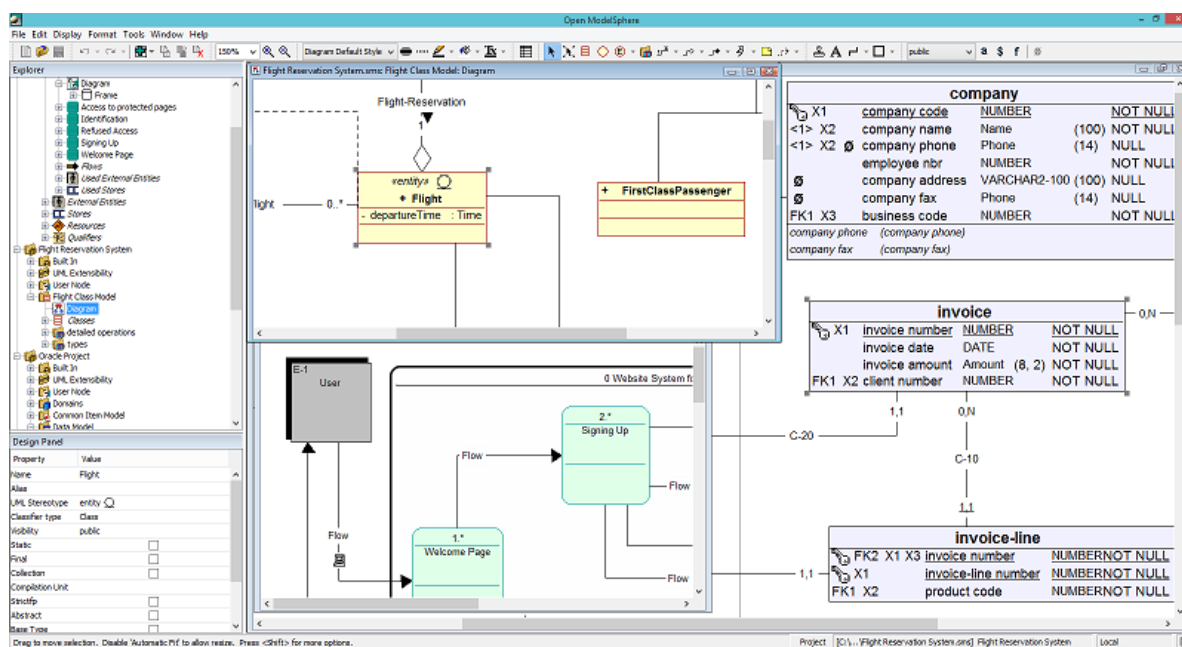 Open ModelSphere
File Edit Display Format Tools Window Help
150% Diagram Default Style public a $ f
Explorer
Diagram
Frame
Access to protected pages
Identification
Refused Access
Signing Up
Welcome Page
Flows
Used External Entities
Used Stores
External Entities
Stores
Resources
Qualifiers
Flight Reservation System
Built In
UML Extensibility
User Node
Flight Class Model
Diagram
Classes
detailed operations
types
Oracle Project
Built In
UML Extensibility
User Node
Domains
Common Item Model
Data Model
Design Panel
Property Value
Name Flight
Alias
UML Stereotype entity
Classifier type Class
Visibility public
Static
Final
Collection
Compilation Unit
Strictfp
Abstract
Base Type
Flight Reservation System.sms: Flight Class Model: Diagram
Flight-Reservation
1
light 0..*
«entity»
+ Flight
- departureTime : Time
+ FirstClassPassenger
E-1
User
0 Website System fo
2.*
Signing Up
Flow
Flow
Flow
1.*
Welcome Page
Flow
company
X1 company code NUMBER NOT NULL
<1> X2 company name Name (100) NOT NULL
<1> X2 Ø company phone Phone (14) NULL
employee nbr NUMBER NOT NULL
Ø company address VARCHAR2-100 (100) NULL
Ø company fax Phone (14) NULL
FK1 X3 business code NUMBER NOT NULL
company phone (company phone)
company fax (company fax)
invoice
X1 invoice number NUMBER NOT NULL
invoice date DATE NOT NULL
invoice amount Amount (8, 2) NOT NULL
FK1 X2 client number NUMBER NOT NULL
0,N
1,1 0,N
C-20
C-10
1,1
invoice-line
1,1
FK2 X1 X3 invoice number NUMBERNOT NULL
X1 invoice-line number NUMBERNOT NULL
FK1 X2 product code NUMBERNOT NULL
Drag to move selection. Disable 'Automatic Fit' to allow resize. Press <Shift> for more options.
Project [C:\... \Flight Reservation System.sms] Flight Reservation System Local